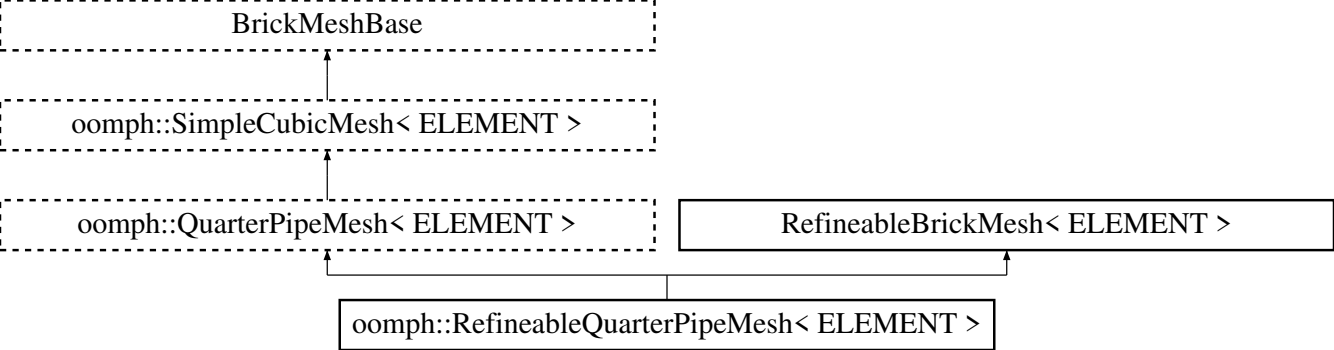 BrickMeshBase
oomph::SimpleCubicMesh< ELEMENT >
oomph::QuarterPipeMesh< ELEMENT >
RefineableBrickMesh< ELEMENT >
oomph::RefineableQuarterPipeMesh< ELEMENT >